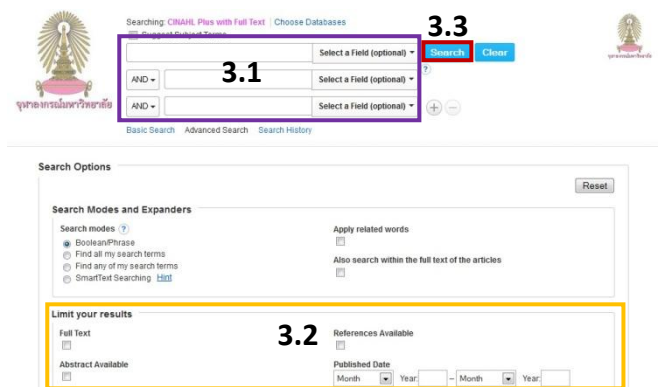 Searching: CINAHL Plus with Full Text Choose Databases
Suggest Subject Terms
3.3
Select a Field (optional) Search Clear
3.1
AND Select a Field (optional)
AND Select a Field (optional)
จุฬาลงกรณ์มหาวิทยาลัย
Basic Search Advanced Search Search History
Search Options
Reset
Search Modes and Expanders
Search modes ?
Boolean/Phrase
Find all my search terms
Find any of my search terms
SmartText Searching Hint
Apply related words
Also search within the full text of the articles
Limit your results
3.2
Full Text
References Available
Abstract Available
Published Date
Month Year: – Month Year: